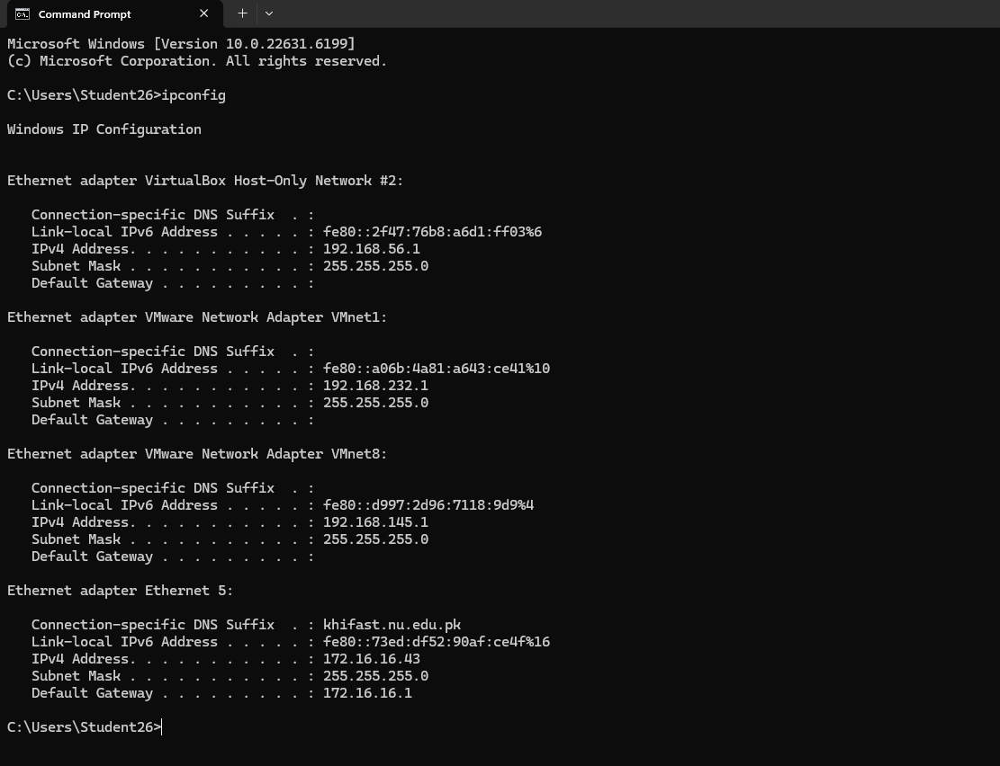 Command Prompt
Microsoft Windows [Version 10.0.22631.6199]
(c) Microsoft Corporation. All rights reserved.
C:\Users\Student26>ipconfig
Windows IP Configuration
Ethernet adapter VirtualBox Host-Only Network #2:
Connection-specific DNS Suffix  . :
Link-local IPv6 Address . . . . . : fe80::2f47:76b8:a6d1:ff03%6
IPv4 Address. . . . . . . . . . . : 192.168.56.1
Subnet Mask . . . . . . . . . . . : 255.255.255.0
Default Gateway . . . . . . . . . :
Ethernet adapter VMware Network Adapter VMnet1:
Connection-specific DNS Suffix  . :
Link-local IPv6 Address . . . . . : fe80::a06b:4a81:a643:ce41%10
IPv4 Address. . . . . . . . . . . : 192.168.232.1
Subnet Mask . . . . . . . . . . . : 255.255.255.0
Default Gateway . . . . . . . . . :
Ethernet adapter VMware Network Adapter VMnet8:
Connection-specific DNS Suffix  . :
Link-local IPv6 Address . . . . . : fe80::d997:2d96:7118:9d9%4
IPv4 Address. . . . . . . . . . . : 192.168.145.1
Subnet Mask . . . . . . . . . . . : 255.255.255.0
Default Gateway . . . . . . . . . :
Ethernet adapter Ethernet 5:
Connection-specific DNS Suffix  . : khifast.nu.edu.pk
Link-local IPv6 Address . . . . . : fe80::73ed:df52:90af:ce4f%16
IPv4 Address. . . . . . . . . . . : 172.16.16.43
Subnet Mask . . . . . . . . . . . : 255.255.255.0
Default Gateway . . . . . . . . . : 172.16.16.1
C:\Users\Student26>